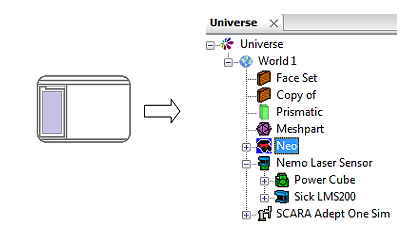 Universe
Universe
World 1
Face Set
Copy of
Prismatic
Meshpart
Neo
Nemo Laser Sensor
Power Cube
Sick LMS200
SCARA Adept One Sim